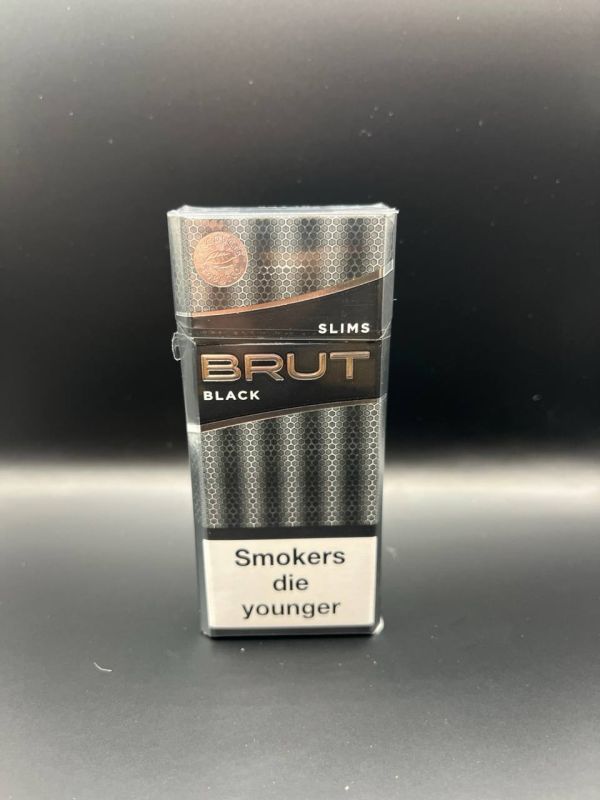 SLIMS
BRUT
BLACK
Smokers
die
younger